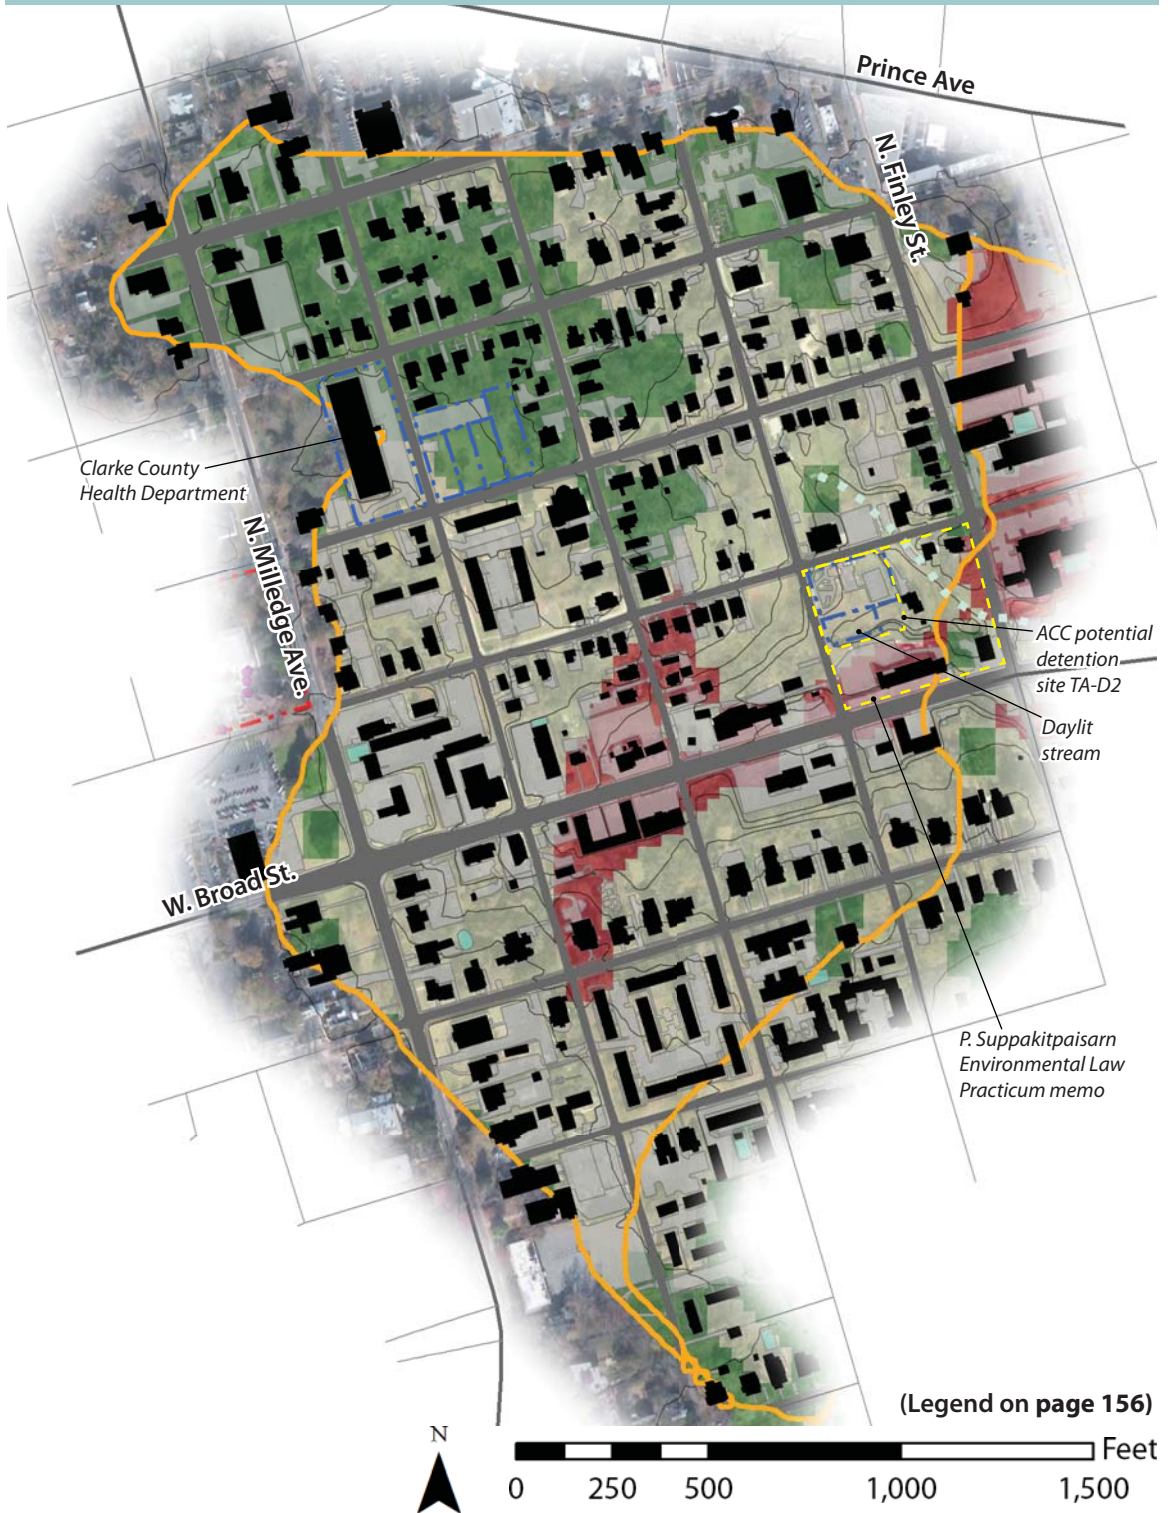 Prince Ave
N. Finley St.
Clarke County
Health Department
N. Milledge Ave.
ACC potential
detention
site TA-D2
Daylit
stream
W. Broad St.
P. Suppakitpaisarn
Environmental Law
Practicum memo
(Legend on page 156)
N
Feet
0 250 500 1,000 1,500